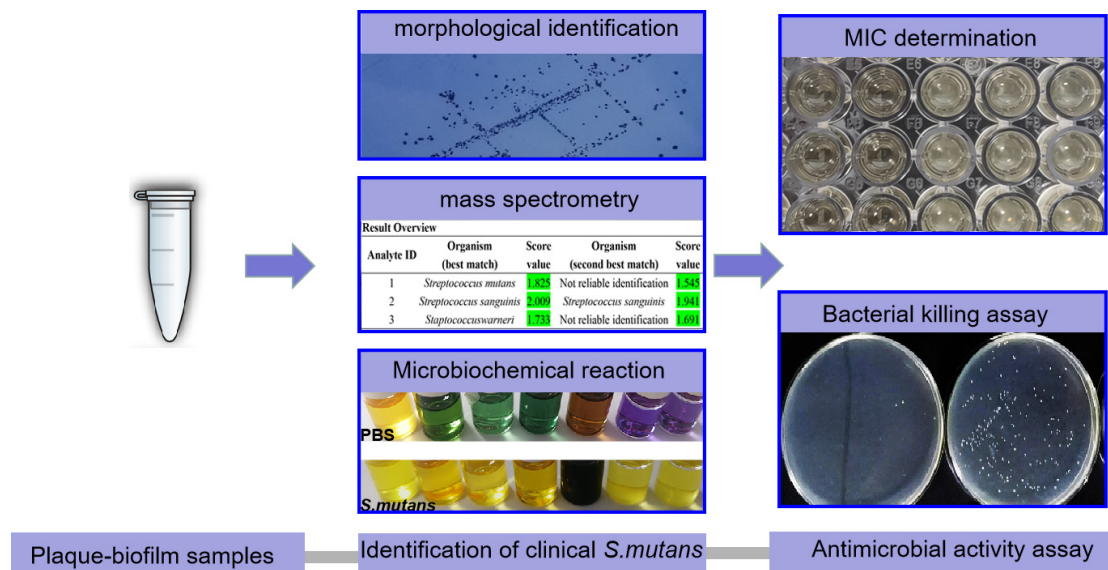 morphological identification
mass spectrometry
Result Overview
Analyte ID Organism (best match) Score value Organism (second best match) Score value
1 Streptococcus mutans 1.825 Not reliable identification 1.545
2 Streptococcus sanguinis 2.009 Streptococcus sanguinis 1.941
3 Staptococcuswarneri 1.733 Not reliable identification 1.691
Microbiochemical reaction
PBS
S.mutans
MIC determination
E6
G6
G7
Bacterial killing assay
Plaque-biofilm samples
Identification of clinical S.mutans
Antimicrobial activity assay